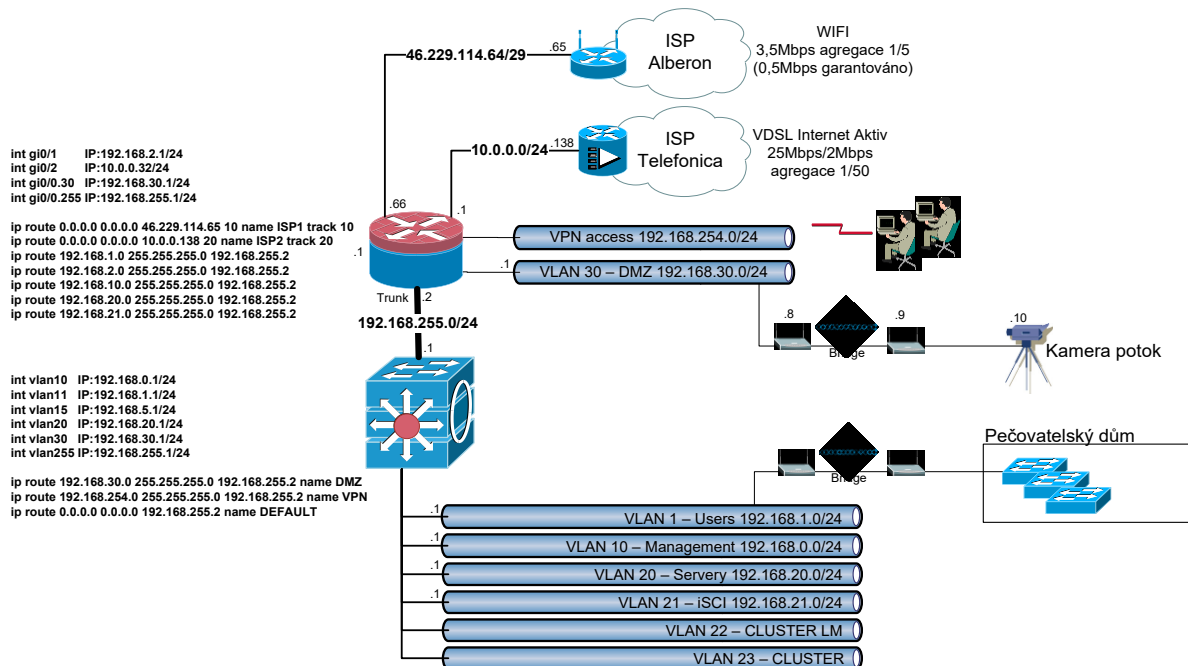 ISP
Alberon
WIFI
3,5Mbps agregace 1/5
(0,5Mbps garantováno)
.65
46.229.114.64/29
ISP
Telefonica
VDSL Internet Aktiv
25Mbps/2Mbps
agregace 1/50
.138
10.0.0.0/24
int gi0/1 IP:192.168.2.1/24
int gi0/2 IP:10.0.0.32/24
int gi0/0.30 IP:192.168.30.1/24
int gi0/0.255 IP:192.168.255.1/24
ip route 0.0.0.0 0.0.0.0 46.229.114.65 10 name ISP1 track 10
ip route 0.0.0.0 0.0.0.0 10.0.0.138 20 name ISP2 track 20
ip route 192.168.1.0 255.255.255.0 192.168.255.2
ip route 192.168.2.0 255.255.255.0 192.168.255.2
ip route 192.168.10.0 255.255.255.0 192.168.255.2
ip route 192.168.20.0 255.255.255.0 192.168.255.2
ip route 192.168.21.0 255.255.255.0 192.168.255.2
.66
.1
.1
VPN access 192.168.254.0/24
.1
VLAN 30 – DMZ 192.168.30.0/24
Trunk
.2
192.168.255.0/24
.1
.8
Bridge
.9
.10
Kamera potok
int vlan10 IP:192.168.0.1/24
int vlan11 IP:192.168.1.1/24
int vlan15 IP:192.168.5.1/24
int vlan20 IP:192.168.20.1/24
int vlan30 IP:192.168.30.1/24
int vlan255 IP:192.168.255.1/24
ip route 192.168.30.0 255.255.255.0 192.168.255.2 name DMZ
ip route 192.168.254.0 255.255.255.0 192.168.255.2 name VPN
ip route 0.0.0.0 0.0.0.0 192.168.255.2 name DEFAULT
Bridge
Pečovatelský dům
.1
VLAN 1 – Users 192.168.1.0/24
.1
VLAN 10 – Management 192.168.0.0/24
.1
VLAN 20 – Servery 192.168.20.0/24
.1
VLAN 21 – iSCI 192.168.21.0/24
VLAN 22 – CLUSTER LM
VLAN 23 – CLUSTER